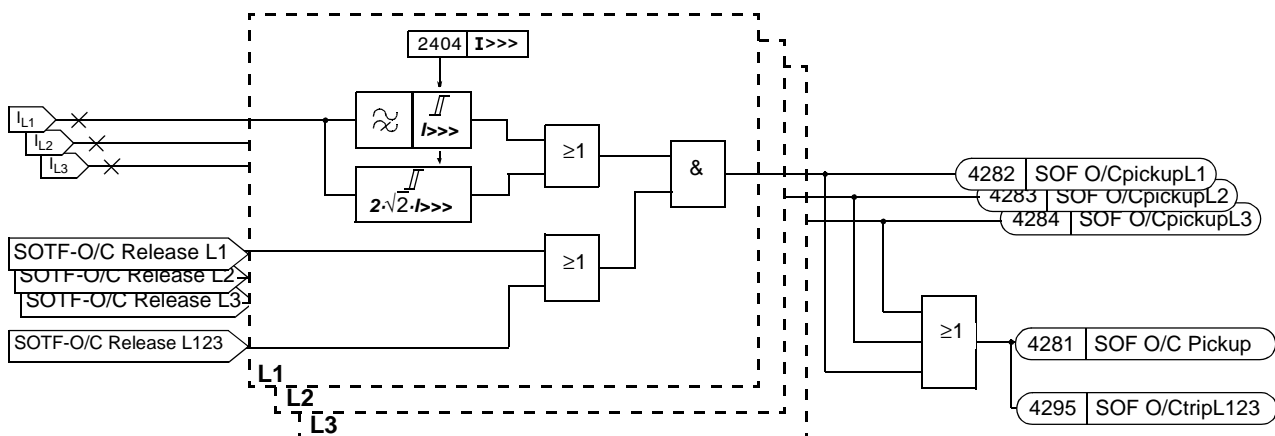 2404 I>>>
I>>>
2·√2·I>>>
≥1
&
≥1
IL1
IL2
IL3
SOTF-O/C Release L1
SOTF-O/C Release L2
SOTF-O/C Release L3
SOTF-O/C Release L123
L1
L2
L3
4282 SOF O/CpickupL1
4283 SOF O/CpickupL2
4284 SOF O/CpickupL3
≥1
4281 SOF O/C Pickup
4295 SOF O/CtripL123